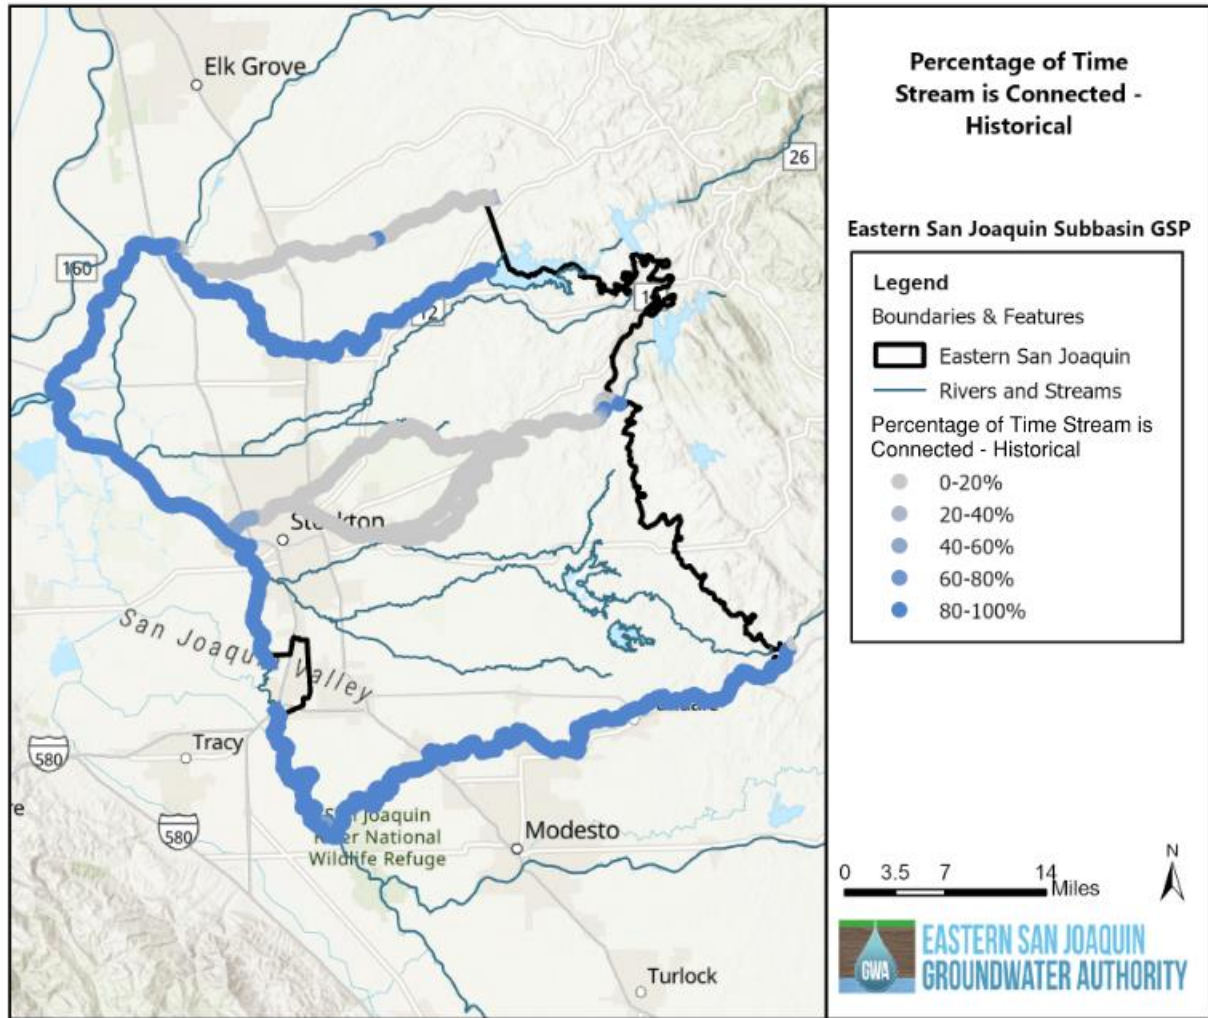 Elk Grove
26
160
12
1
Stockton
San Joaquin Valley
Tracy
580
580
Joaquin
River National
Wildlife Refuge
Modesto
Turlock
Percentage of Time
Stream is Connected -
Historical
Eastern San Joaquin Subbasin GSP
Legend
Boundaries & Features
Eastern San Joaquin
Rivers and Streams
Percentage of Time Stream is
Connected - Historical
0-20%
20-40%
40-60%
60-80%
80-100%
N
0 3.5 7 14
Miles
GWA
EASTERN SAN JOAQUIN
GROUNDWATER AUTHORITY